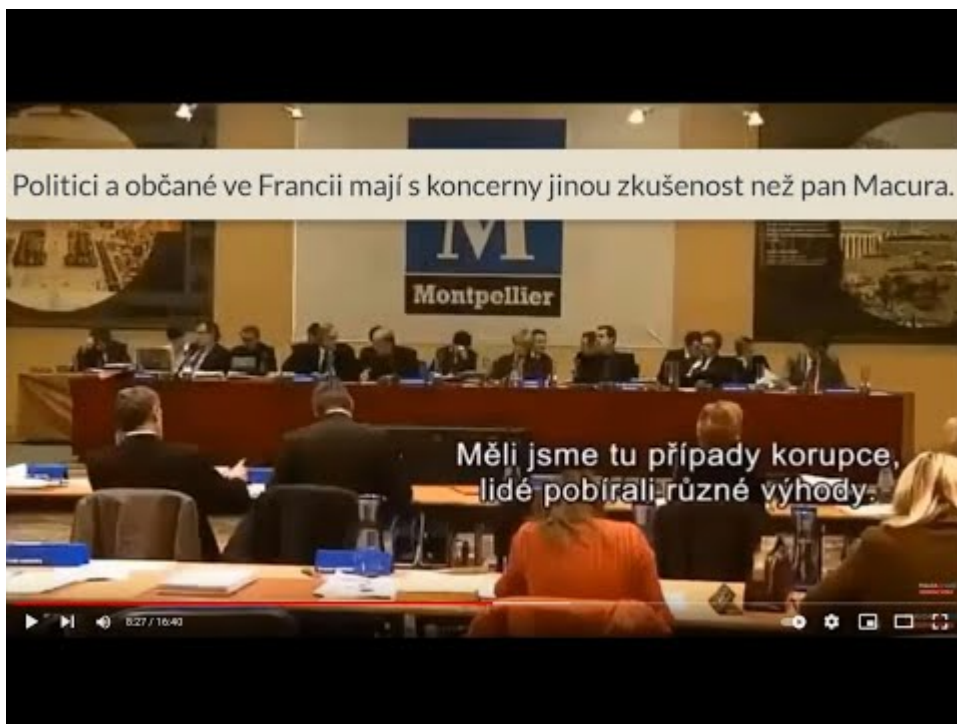 Politici a občané ve Francii mají s koncerny jinou zkušenost než pan Macura.
M
Montpellier
Měli jsme tu případy korupce,
lidé pobírali různé výhody.
8:27 / 16:40